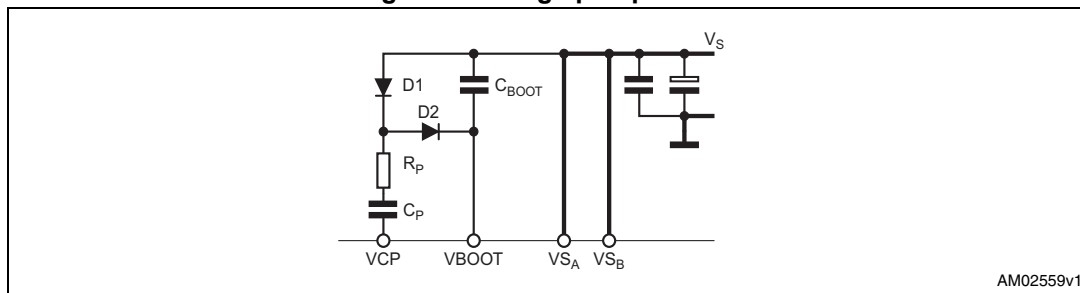 V_S
D1
C_BOOT
D2
R_P
C_P
VCP VBOOT VS_A VS_B
AM02559v1